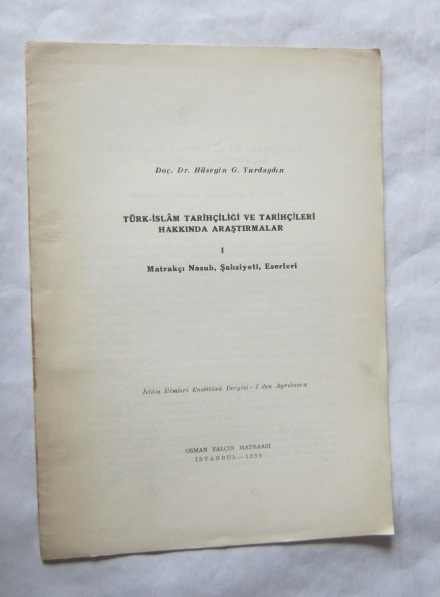 Doç. Dr. Hüseyin G. Yurdaydın
TÜRK-İSLÂM TARİHÇİLİĞİ VE TARİHÇİLERİ
HAKKINDA ARAŞTIRMALAR
I
Matrakçı Nasuh, Şahsiyeti, Eserleri
İslâm İlimleri Enstitüsü Dergisi - I den Ayrıbasım
OSMAN YALÇIN MATBAASI
İSTANBUL—1959